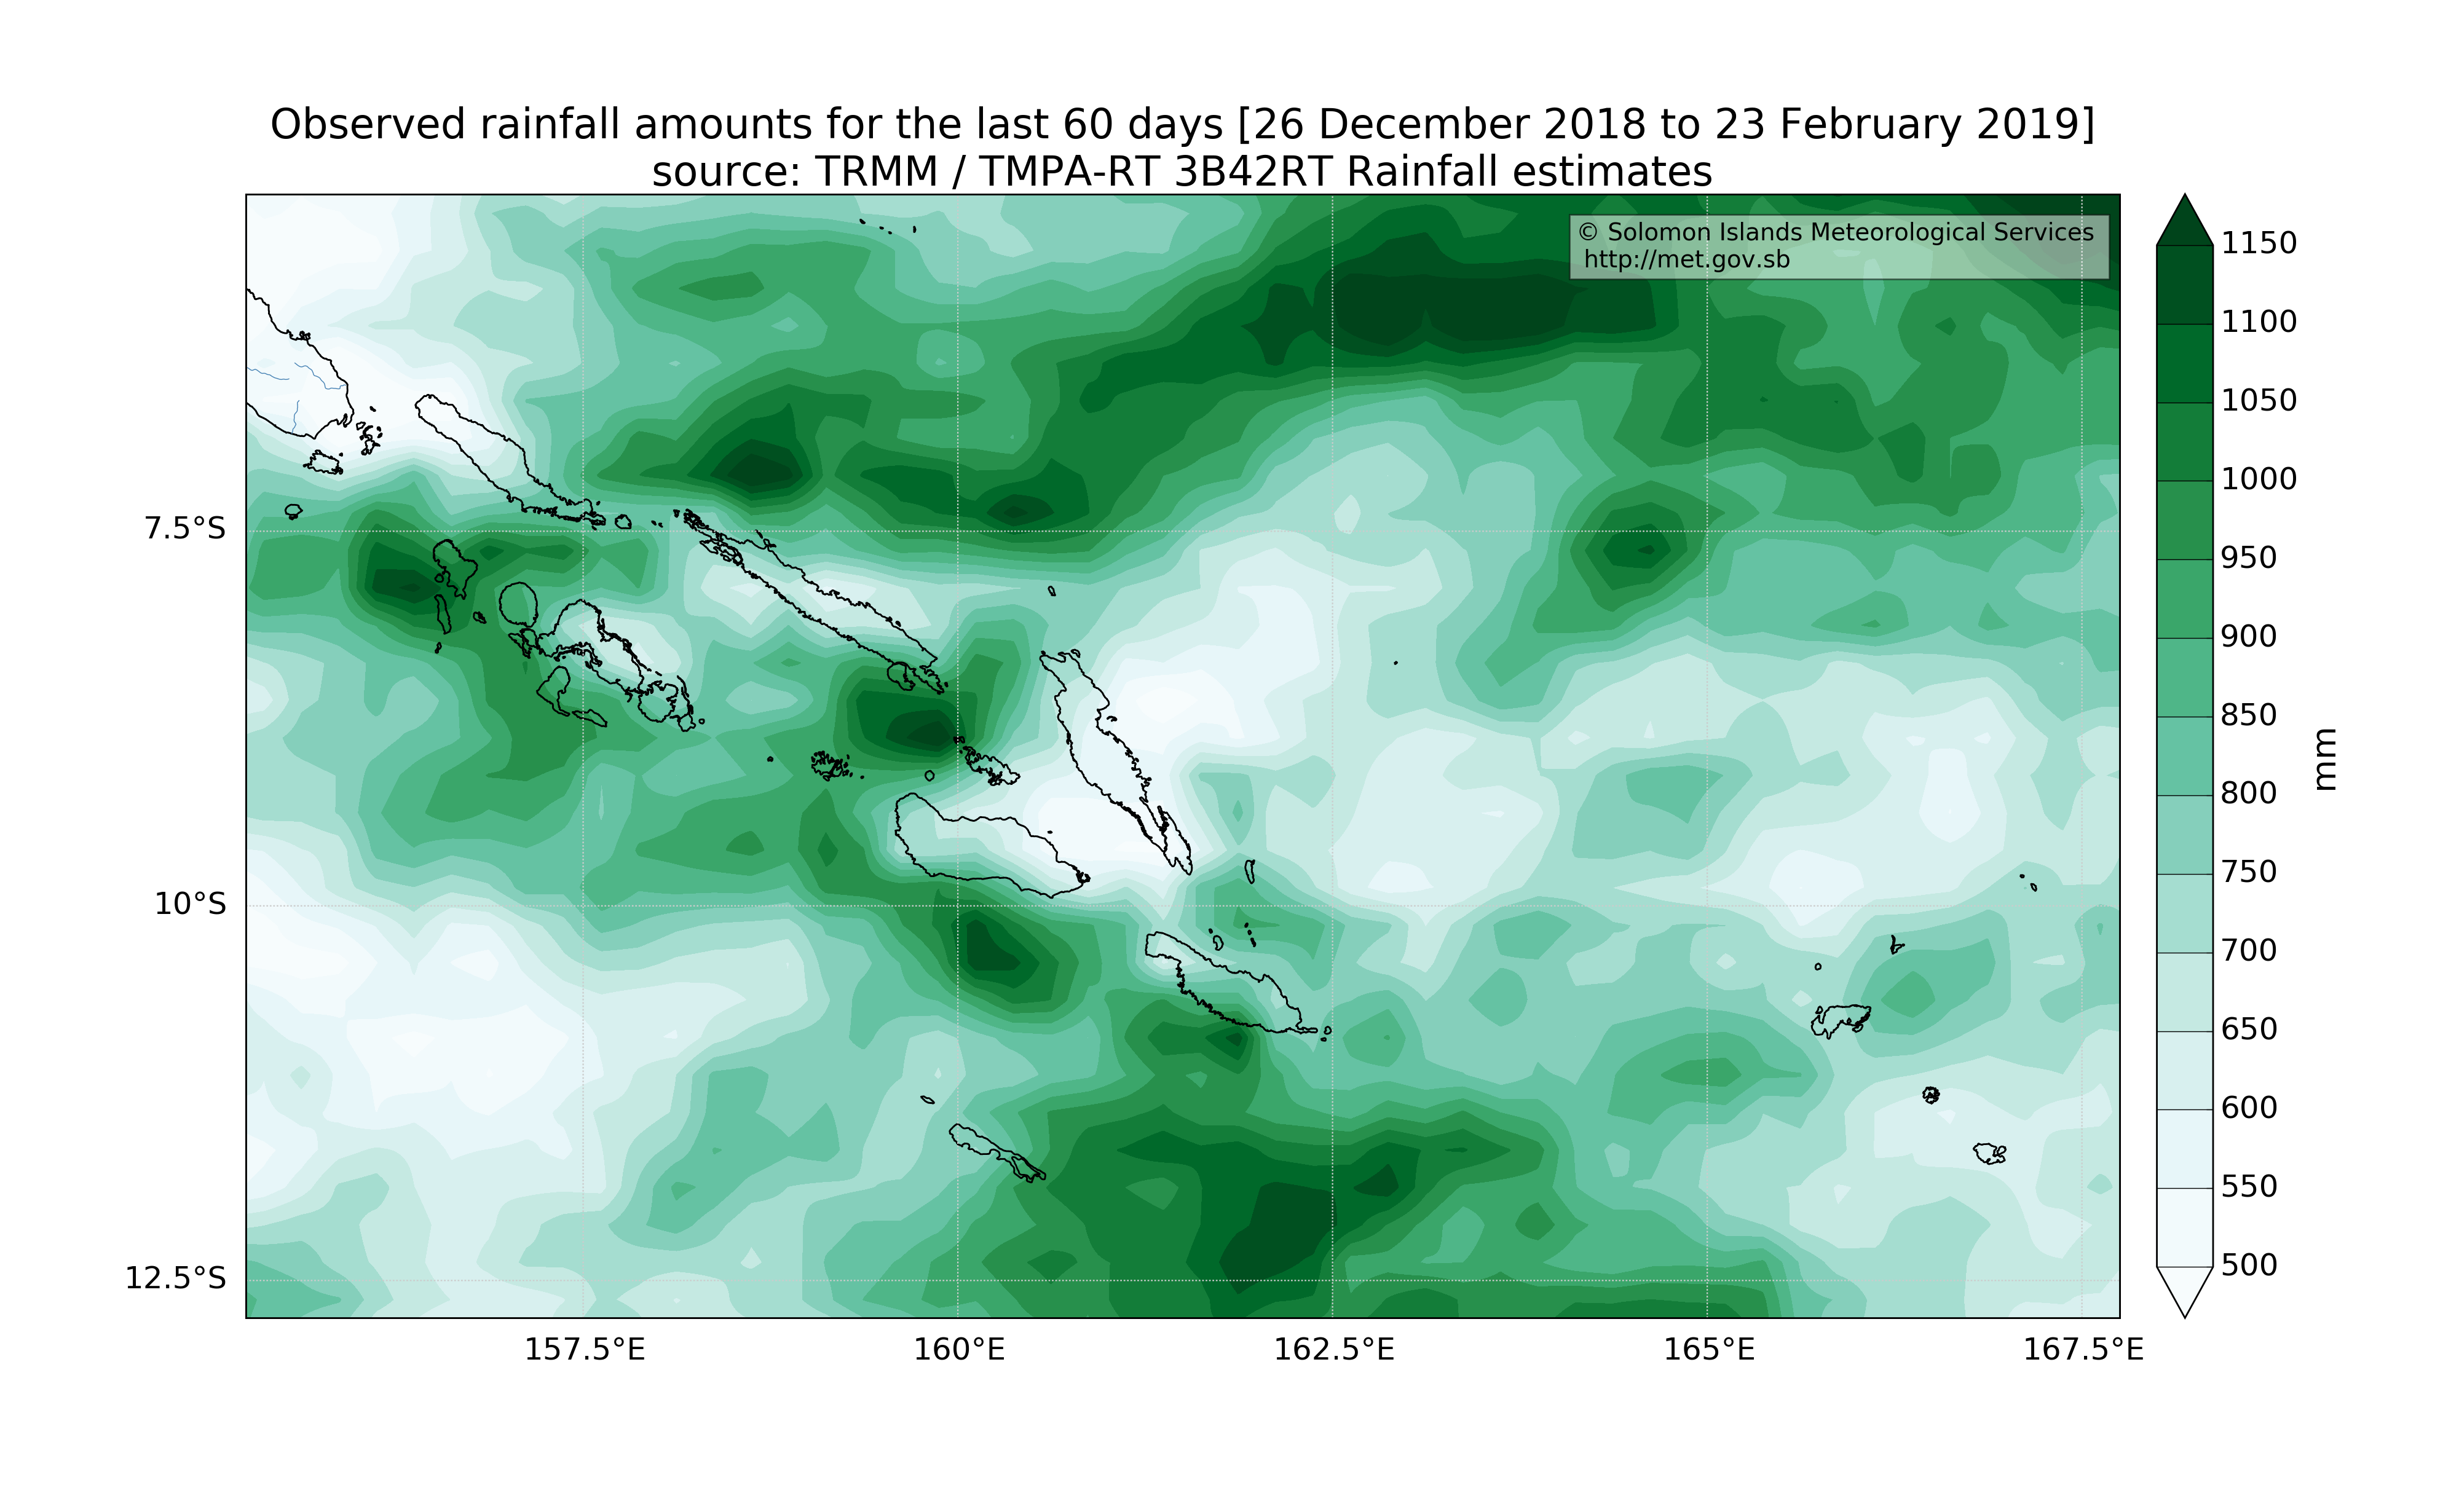 Observed rainfall amounts for the last 60 days [26 December 2018 to 23 February 2019]
source: TRMM / TMPA-RT 3B42RT Rainfall estimates
© Solomon Islands Meteorological Services
http://met.gov.sb
7.5°S
10°S
12.5°S
157.5°E
160°E
162.5°E
165°E
167.5°E
1150
1100
1050
1000
950
900
850
800
750
700
650
600
550
500
mm